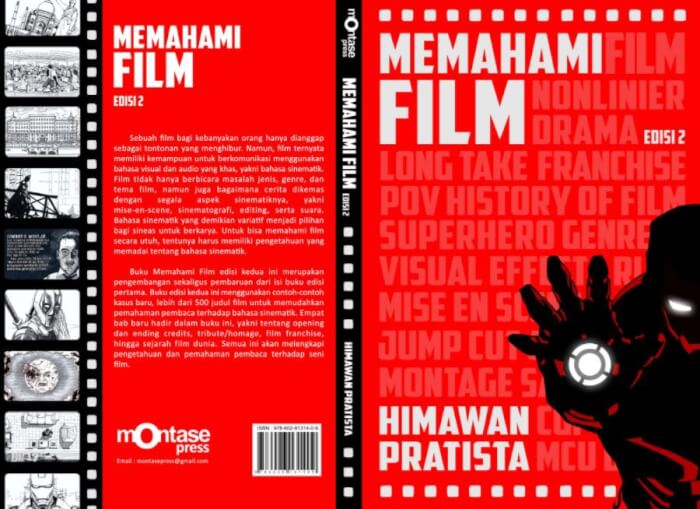 MEMAHAMI
FILM
EDISI 2
Sebuah film bagi kebanyakan orang hanya dianggap
sebagai tontonan yang menghibur. Namun, film ternyata
memiliki kemampuan untuk berkomunikasi menggunakan
bahasa visual dan audio yang khas, yakni bahasa sinematik.
Film tidak hanya berbicara masalah jenis, genre, dan
tema film, namun juga bagaimana cerita dikemas
dengan segala aspek sinematiknya, yakni
mise-en-scene, sinematografi, editing, serta suara.
Bahasa sinematik yang demikian variatif menjadi pilihan
bagi sineas untuk berkarya. Untuk bisa memahami film
secara utuh, tentunya harus memiliki pengetahuan yang
memadai tentang bahasa sinematik.
Buku Memahami Film edisi kedua ini merupakan
pengembangan sekaligus pembaruan dari isi buku edisi
pertama. Buku edisi kedua ini menggunakan contoh-contoh
kasus baru, lebih dari 500 judul film untuk memudahkan
pemahaman pembaca terhadap bahasa sinematik. Empat
bab baru hadir dalam buku ini, yakni tentang opening
dan ending credits, tribute/homage, film franchise,
hingga sejarah film dunia. Semua ini akan melengkapi
pengetahuan dan pemahaman pembaca terhadap seni
film.
montase
press
Email : montasepress@gmail.com
montase
press
MEMAHAMI FILM EDISI 2
HIMAWAN PRATISTA
MEMAHAMI FILM
FILM NONLINIER
DRAMA EDISI 2
LONG TAKE FRANCHISE
POV HISTORY OF FILM
SUPERHERO GENRE
VISUAL EFFECT
MISE EN
JUMP CUT
MONTAGE
HIMAWAN
PRATISTA MCU